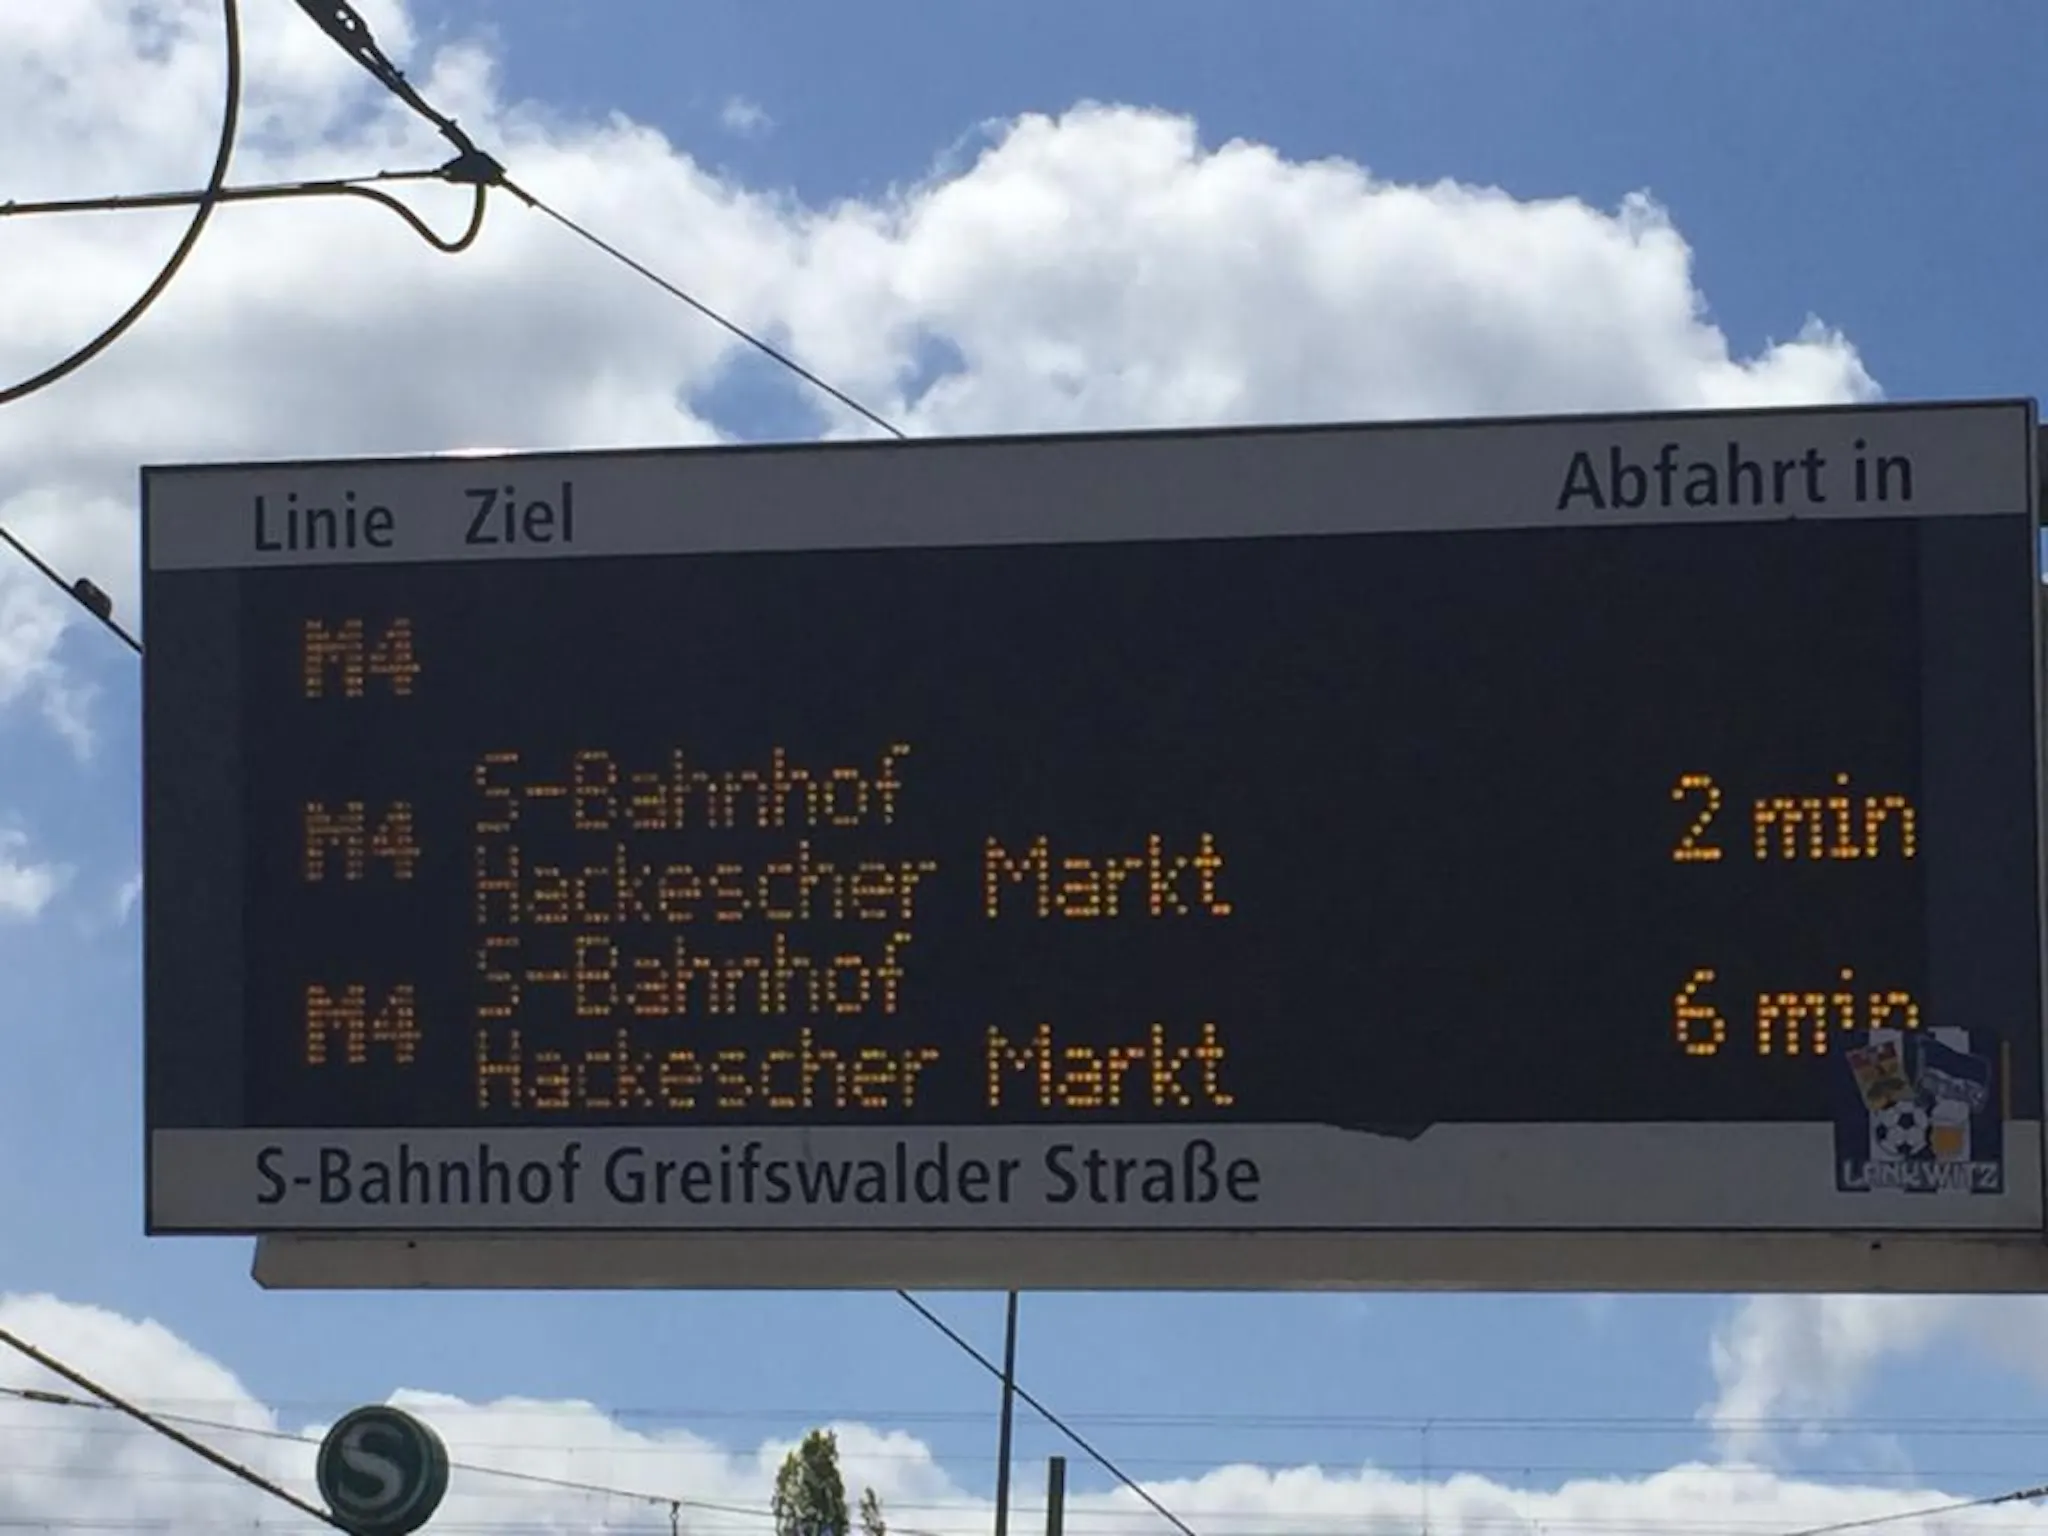 Linie Ziel Abfahrt in
M4
S-Bahnhof
M4 2 min
Hackescher Markt
S-Bahnhof
M4 6 min
Hackescher Markt
S-Bahnhof Greifswalder Straße
LANKWITZ
S